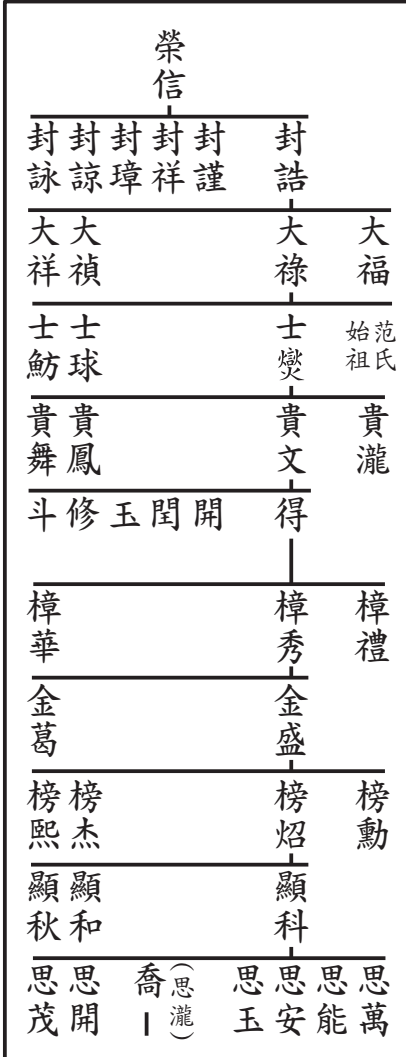 榮信
封誥
封謹
封祥
封璋
封諒
封詠
大福
大祿
大禎
大祥
范氏
始祖
士爕
士球
士魴
貴瀧
貴文
貴鳳
貴舞
得
開
閏
玉
修
斗
樟禮
樟秀
樟華
金盛
金葛
榜勳
榜炤
榜杰
榜熙
顯科
顯和
顯秋
思萬
思能
思安
思玉
(思瀧)
喬一
思開
思茂